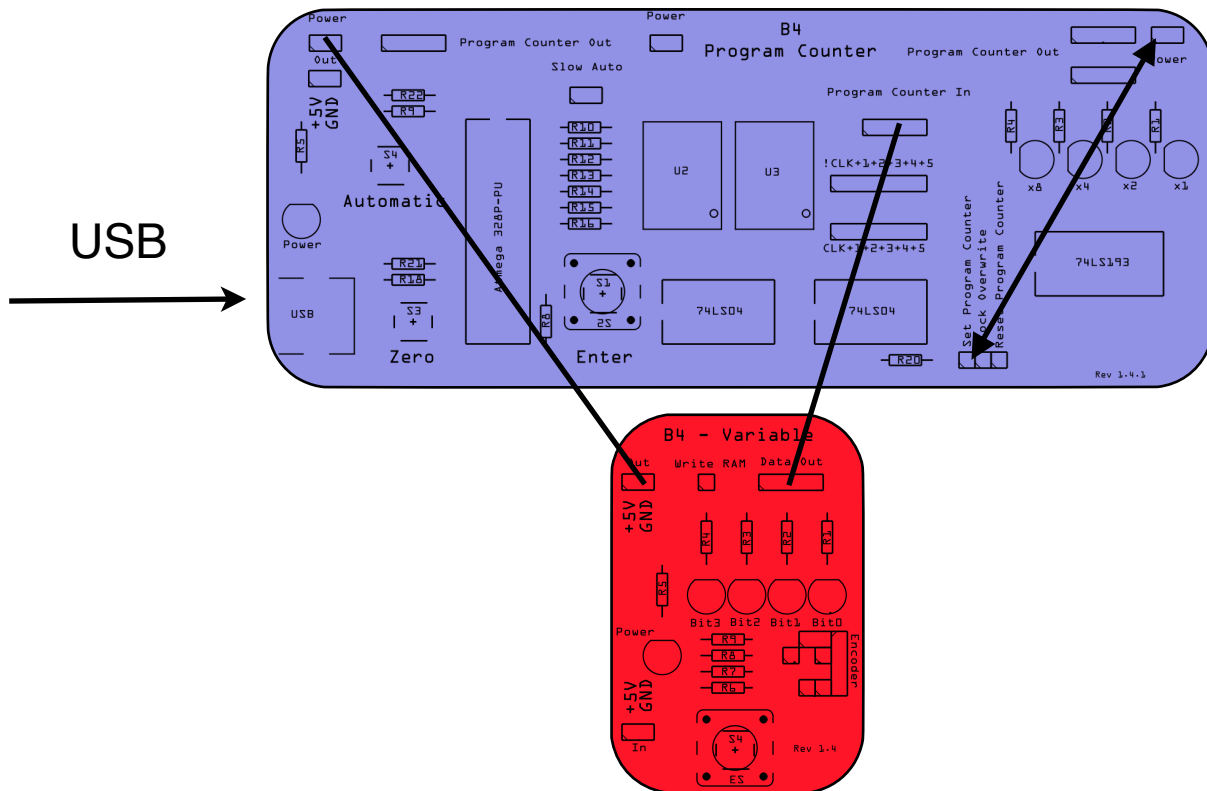 Power
Power
B4
Program Counter
Program Counter Out
Program Counter Out
Power
Out
Slow Auto
+5V
GND
R22
R9
R5
S4
Automatic
Program Counter In
R10
R11
R12
R13
R14
R15
R16
U2
U3
!CLK+1+2+3+4+5
CLK+1+2+3+4+5
R4
R3
R1
x8
x4
x2
x1
USB
Power
R21
R18
USB
S3
Zero
Atmega 328P-PU
R8
S1
2S
Enter
74LS04
74LS04
Set Program Counter
Clock Overwrite
Reset Program Counter
74LS193
R20
Rev 1.4.1
B4 - Variable
Out
Write RAM
Data Out
+5V
GND
R4
R3
R2
R1
R5
Bit3
Bit2
Bit1
Bit0
Power
R9
R8
R7
R6
Encoder
+5V
GND
In
S4
ES
Rev 1.4